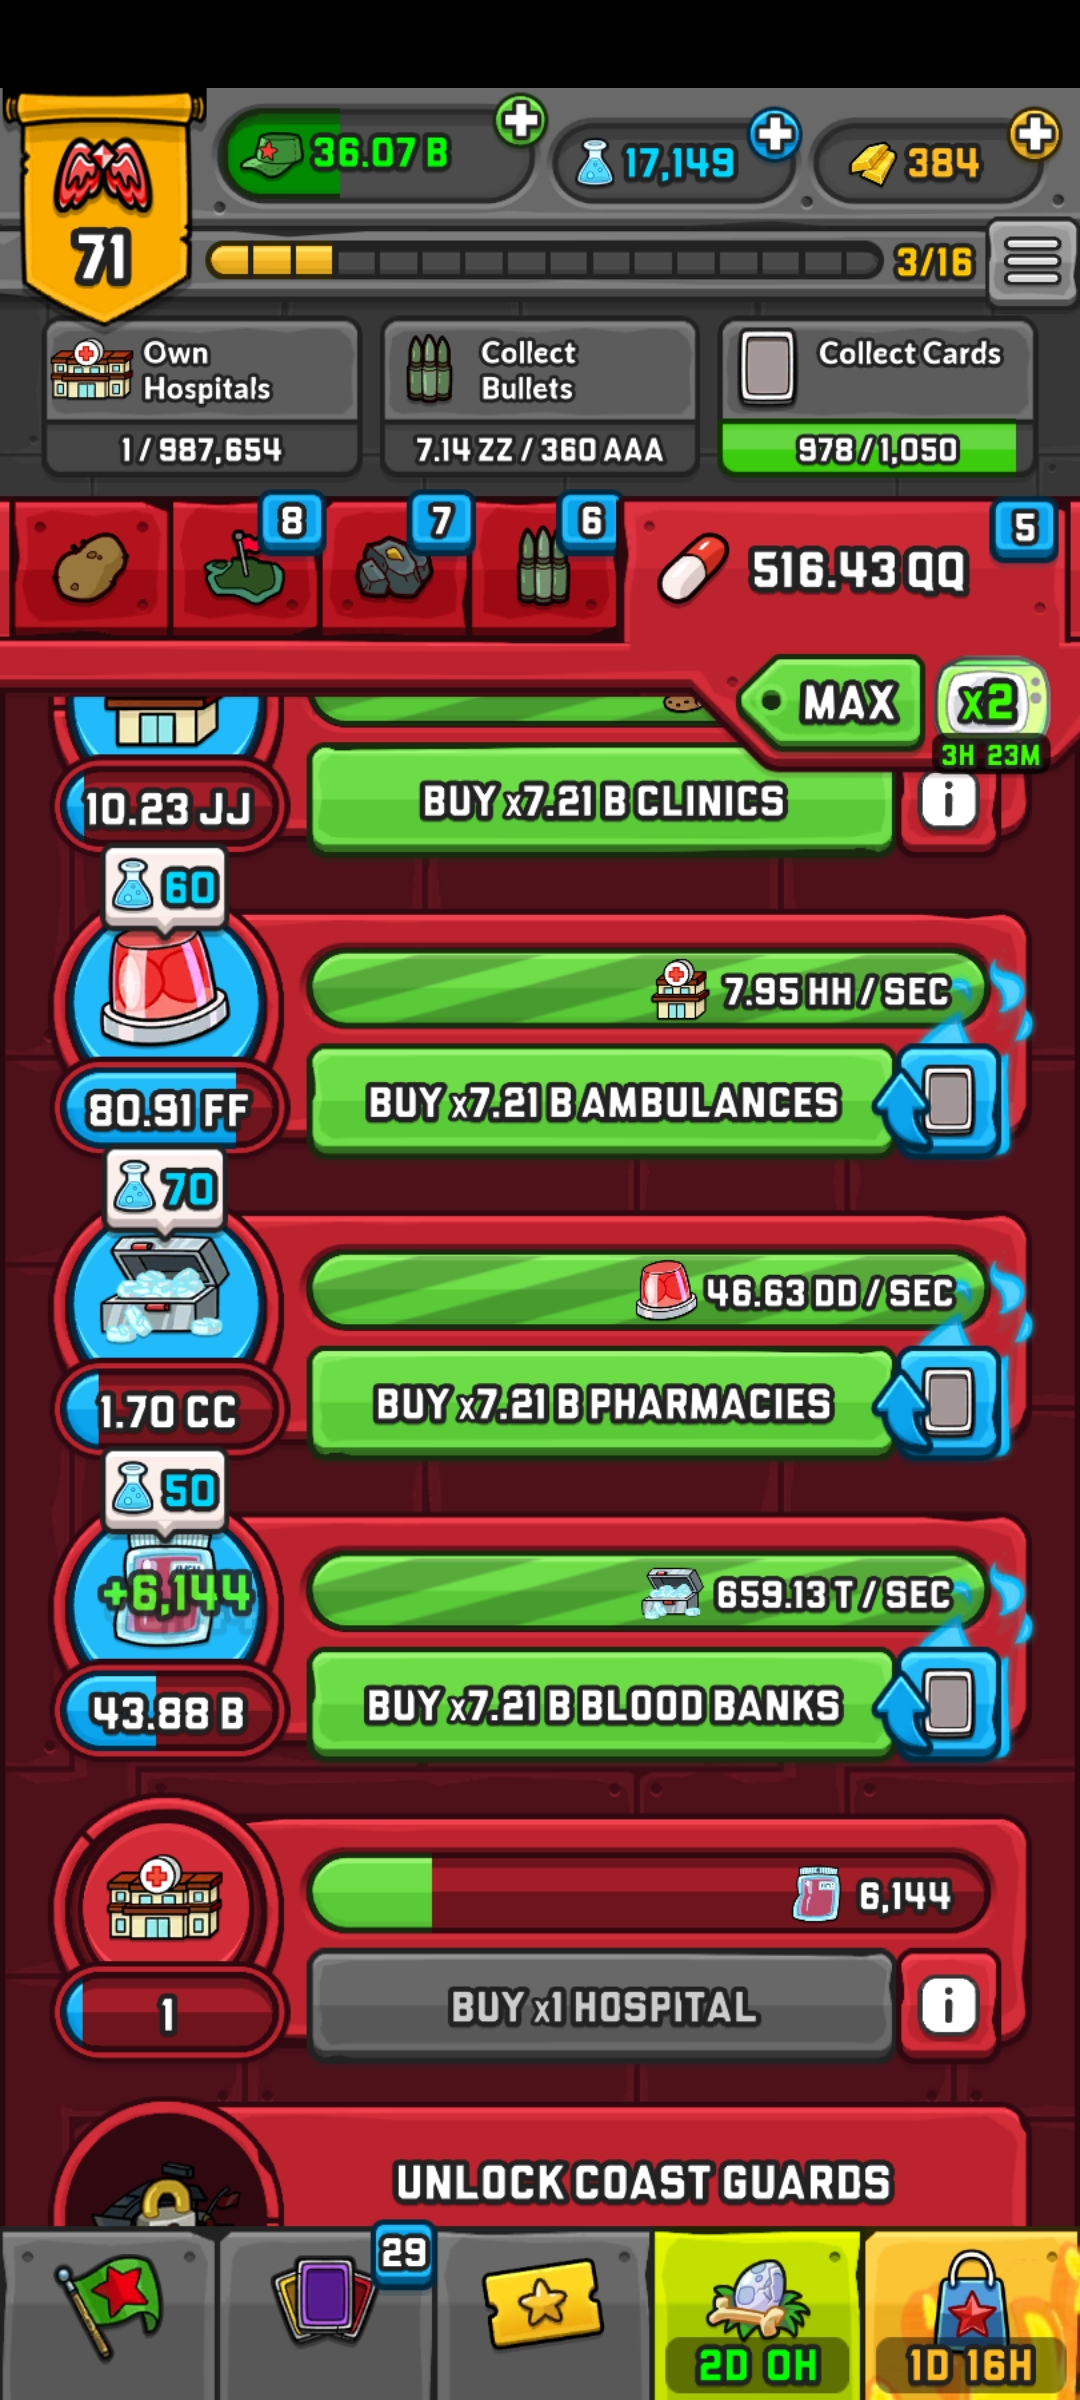 71
36.07 B
17,149
384
3/16
Own
Hospitals
1 / 987,654
Collect
Bullets
7.14 ZZ / 360 AAA
Collect Cards
978 / 1,050
8
7
6
516.43 QQ
5
MAX
x2
3H 23M
10.23 JJ
BUY x7.21 B CLINICS
i
60
7.95 HH / SEC
80.91 FF
BUY x7.21 B AMBULANCES
70
46.63 DD / SEC
1.70 CC
BUY x7.21 B PHARMACIES
50
+6,144
659.13 T / SEC
43.88 B
BUY x7.21 B BLOOD BANKS
6,144
1
BUY x1 HOSPITAL
i
UNLOCK COAST GUARDS
29
2D 0H
1D 16H